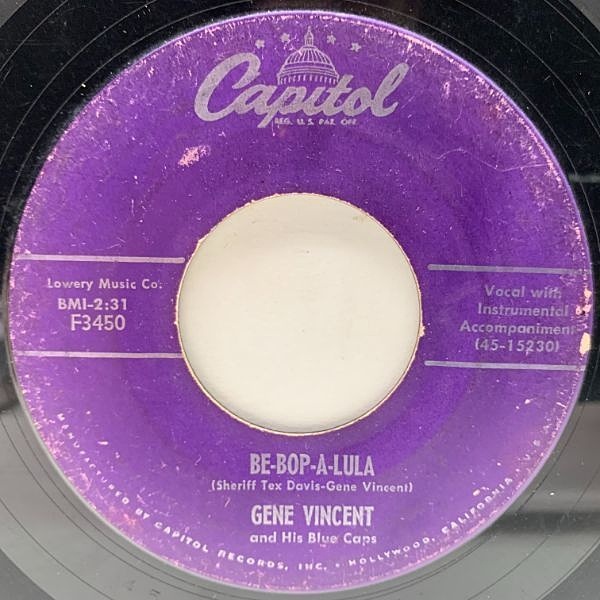 Capitol
REG. U.S. PAT. OFF.
Lowery Music Co.
BMI-2:31
F3450
Vocal with
Instrumental
Accompaniment
(45-15230)
BE-BOP-A-LULA
(Sheriff Tex Davis-Gene Vincent)
GENE VINCENT
and His Blue Caps
MANUFACTURED BY CAPITOL RECORDS, INC. • HOLLYWOOD, CALIFORNIA, U.S.